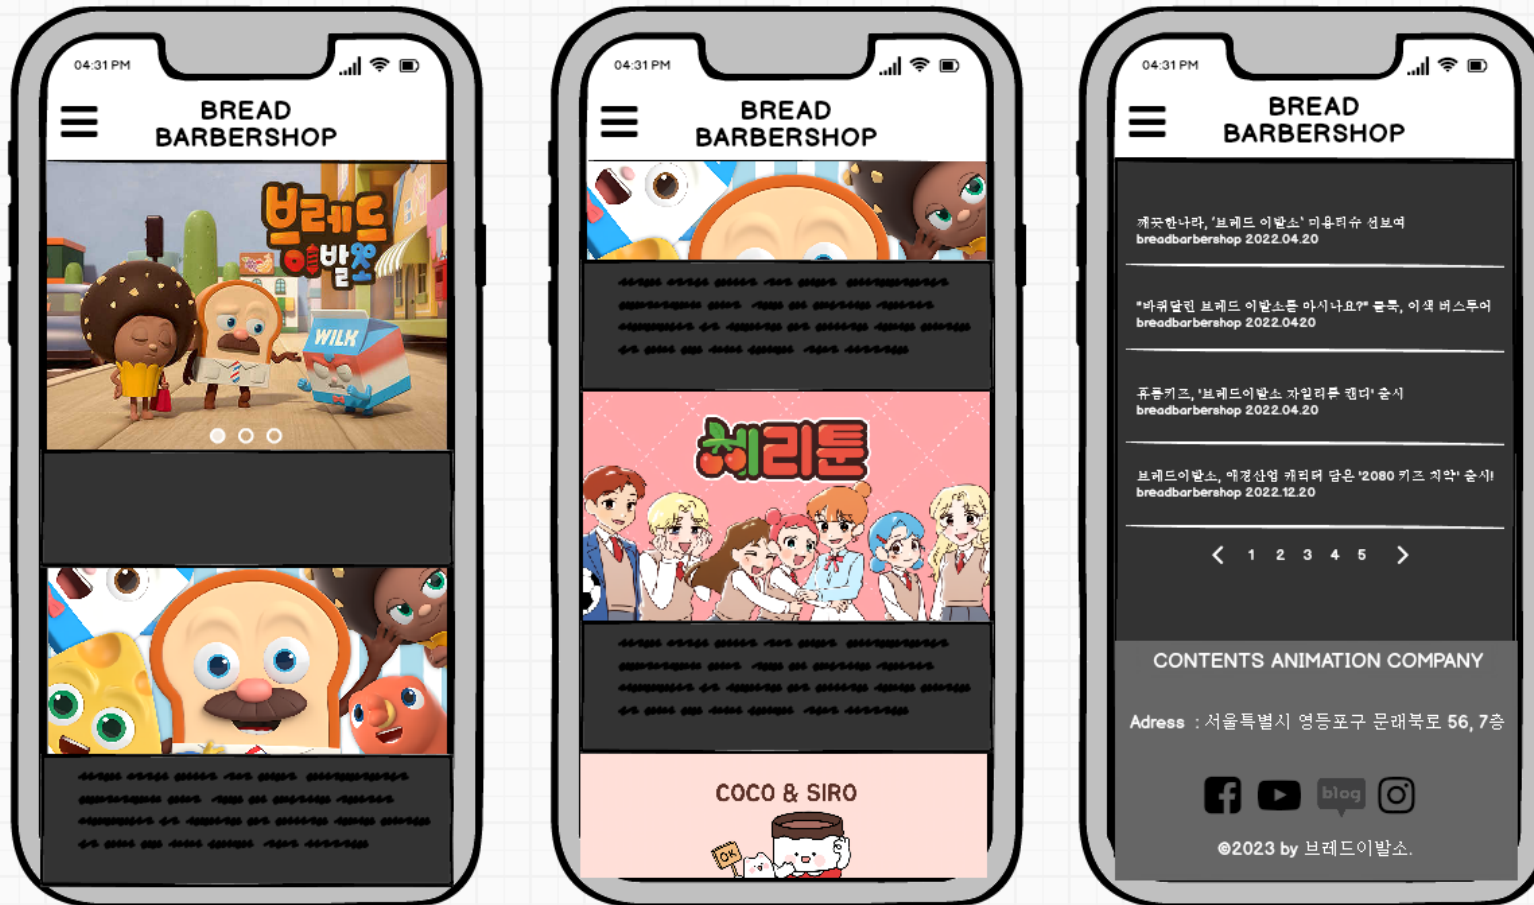 04:31 PM
BREAD
BARBERSHOP
브레드
이발소
WILK
04:31 PM
BREAD
BARBERSHOP
체리툰
COCO & SIRO
OK
04:31 PM
BREAD
BARBERSHOP
깨끗한나라, '브레드 이발소' 미용티슈 선보여
breadbarbershop 2022.04.20
"바퀴달린 브레드 이발소를 아시나요?" 쿨룩, 이색 버스투어
breadbarbershop 2022.0420
휴롬키즈, '브레드이발소 자일리톨 캔디' 출시
breadbarbershop 2022.04.20
브레드이발소, 애경산업 캐릭터 담은 '2080 키즈 치약' 출시!
breadbarbershop 2022.12.20
1 2 3 4 5
CONTENTS ANIMATION COMPANY
Adress : 서울특별시 영등포구 문래북로 56, 7층
blog
©2023 by 브레드이발소.